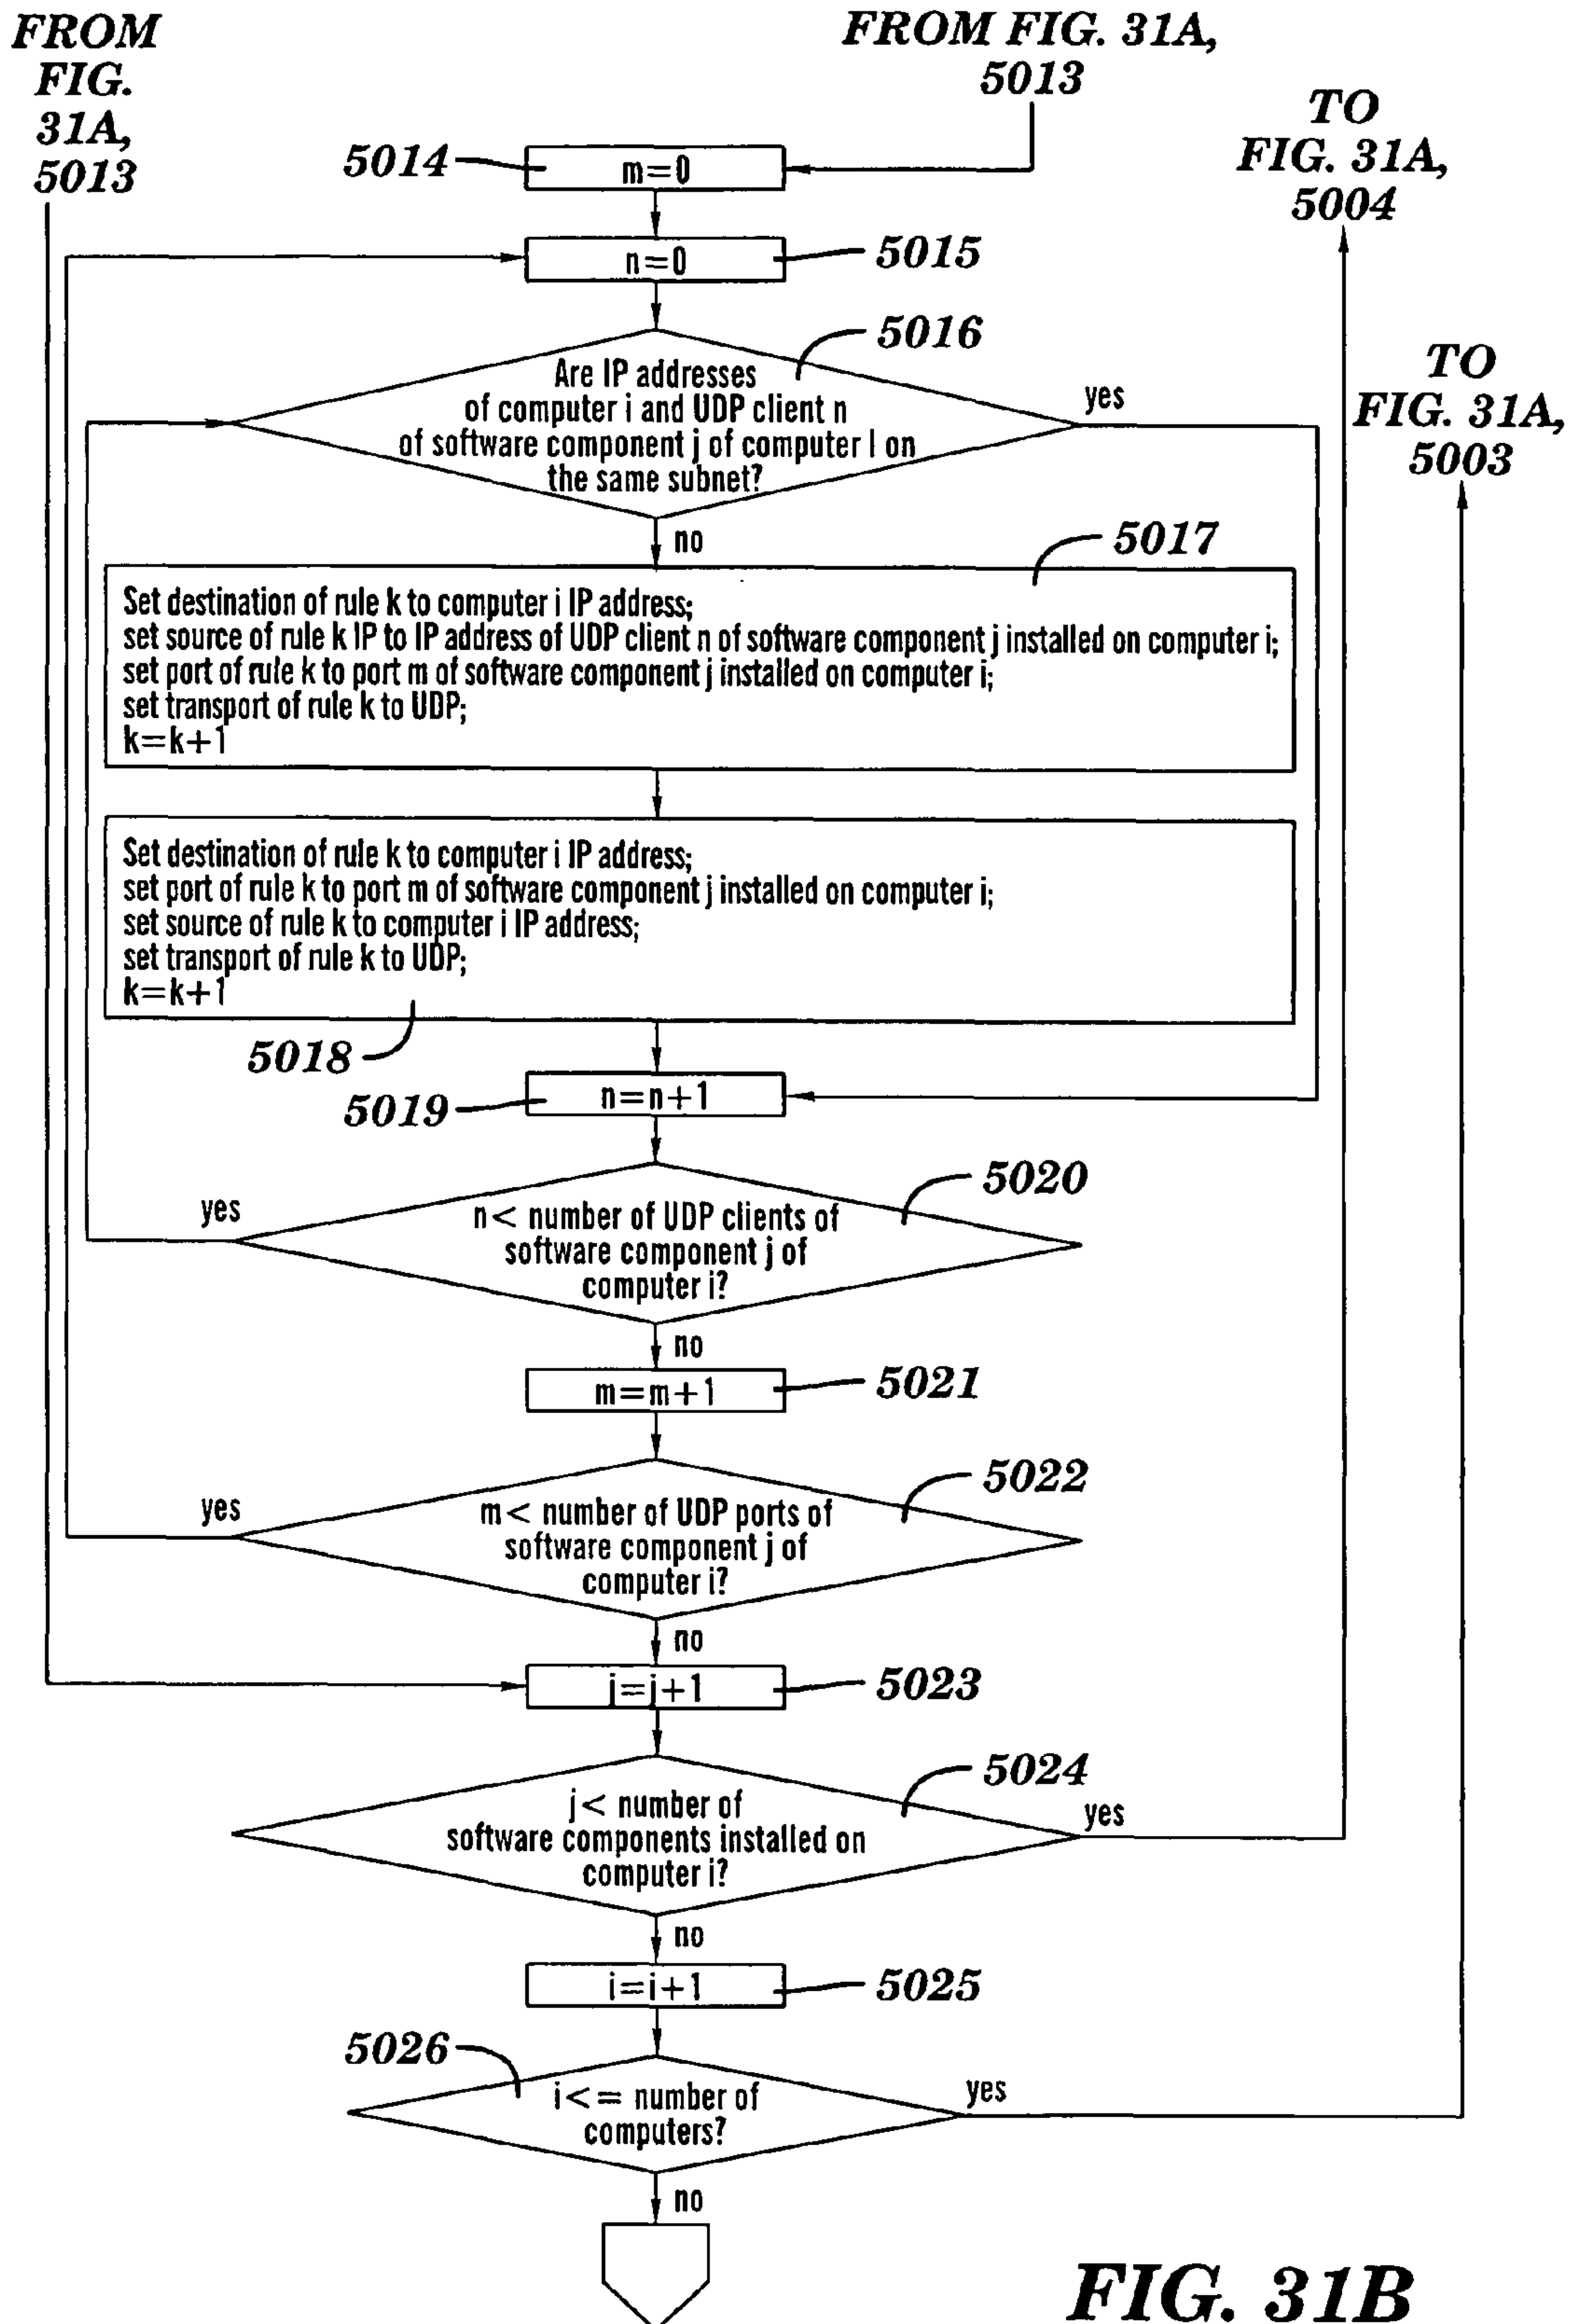 FROM
FIG.
31A,
5013
FROM FIG. 31A,
5013
TO
FIG. 31A,
5004
TO
FIG. 31A,
5003
5014
m=0
n=0
5015
5016
Are IP addresses
of computer i and UDP client n
of software component j of computer l on
the same subnet?
yes
no
5017
Set destination of rule k to computer i IP address;
set source of rule k IP to IP address of UDP client n of software component j installed on computer i;
set port of rule k to port m of software component j installed on computer i;
set transport of rule k to UDP;
k=k+1
Set destination of rule k to computer i IP address;
set port of rule k to port m of software component j installed on computer i;
set source of rule k to computer i IP address;
set transport of rule k to UDP;
k=k+1
5018
5019
n=n+1
5020
yes
n< number of UDP clients of
software component j of
computer i?
no
m=m+1
5021
5022
yes
m< number of UDP ports of
software component j of
computer i?
no
j=j+1
5023
5024
j< number of
software components installed on
computer i?
yes
no
i=i+1
5025
5026
i<= number of
computers?
yes
no
FIG. 31B